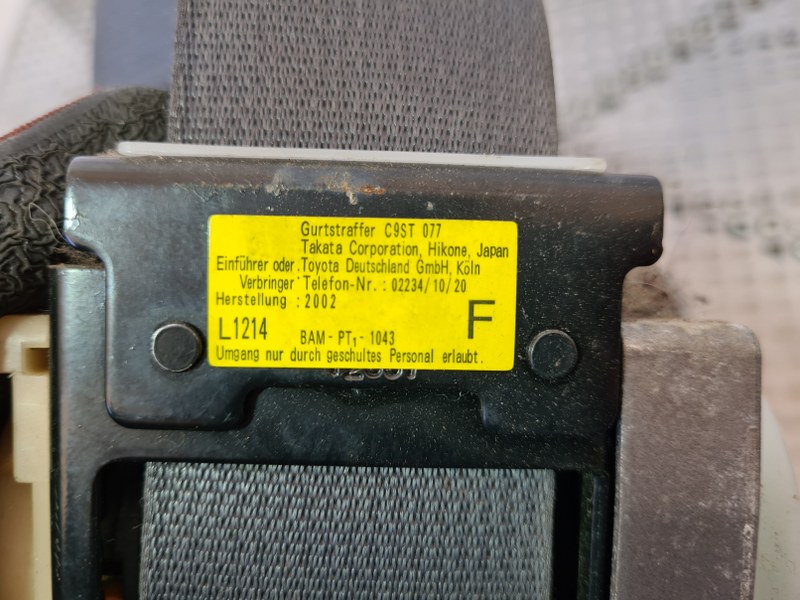 Gurtstraffer C9ST 077
Takata Corporation, Hikone, Japan
Einführer oder Toyota Deutschland GmbH, Köln
Verbringer Telefon-Nr.: 02234/10/20
Herstellung : 2002
L1214 BAM-PT₁-1043 F
Umgang nur durch geschultes Personal erlaubt.